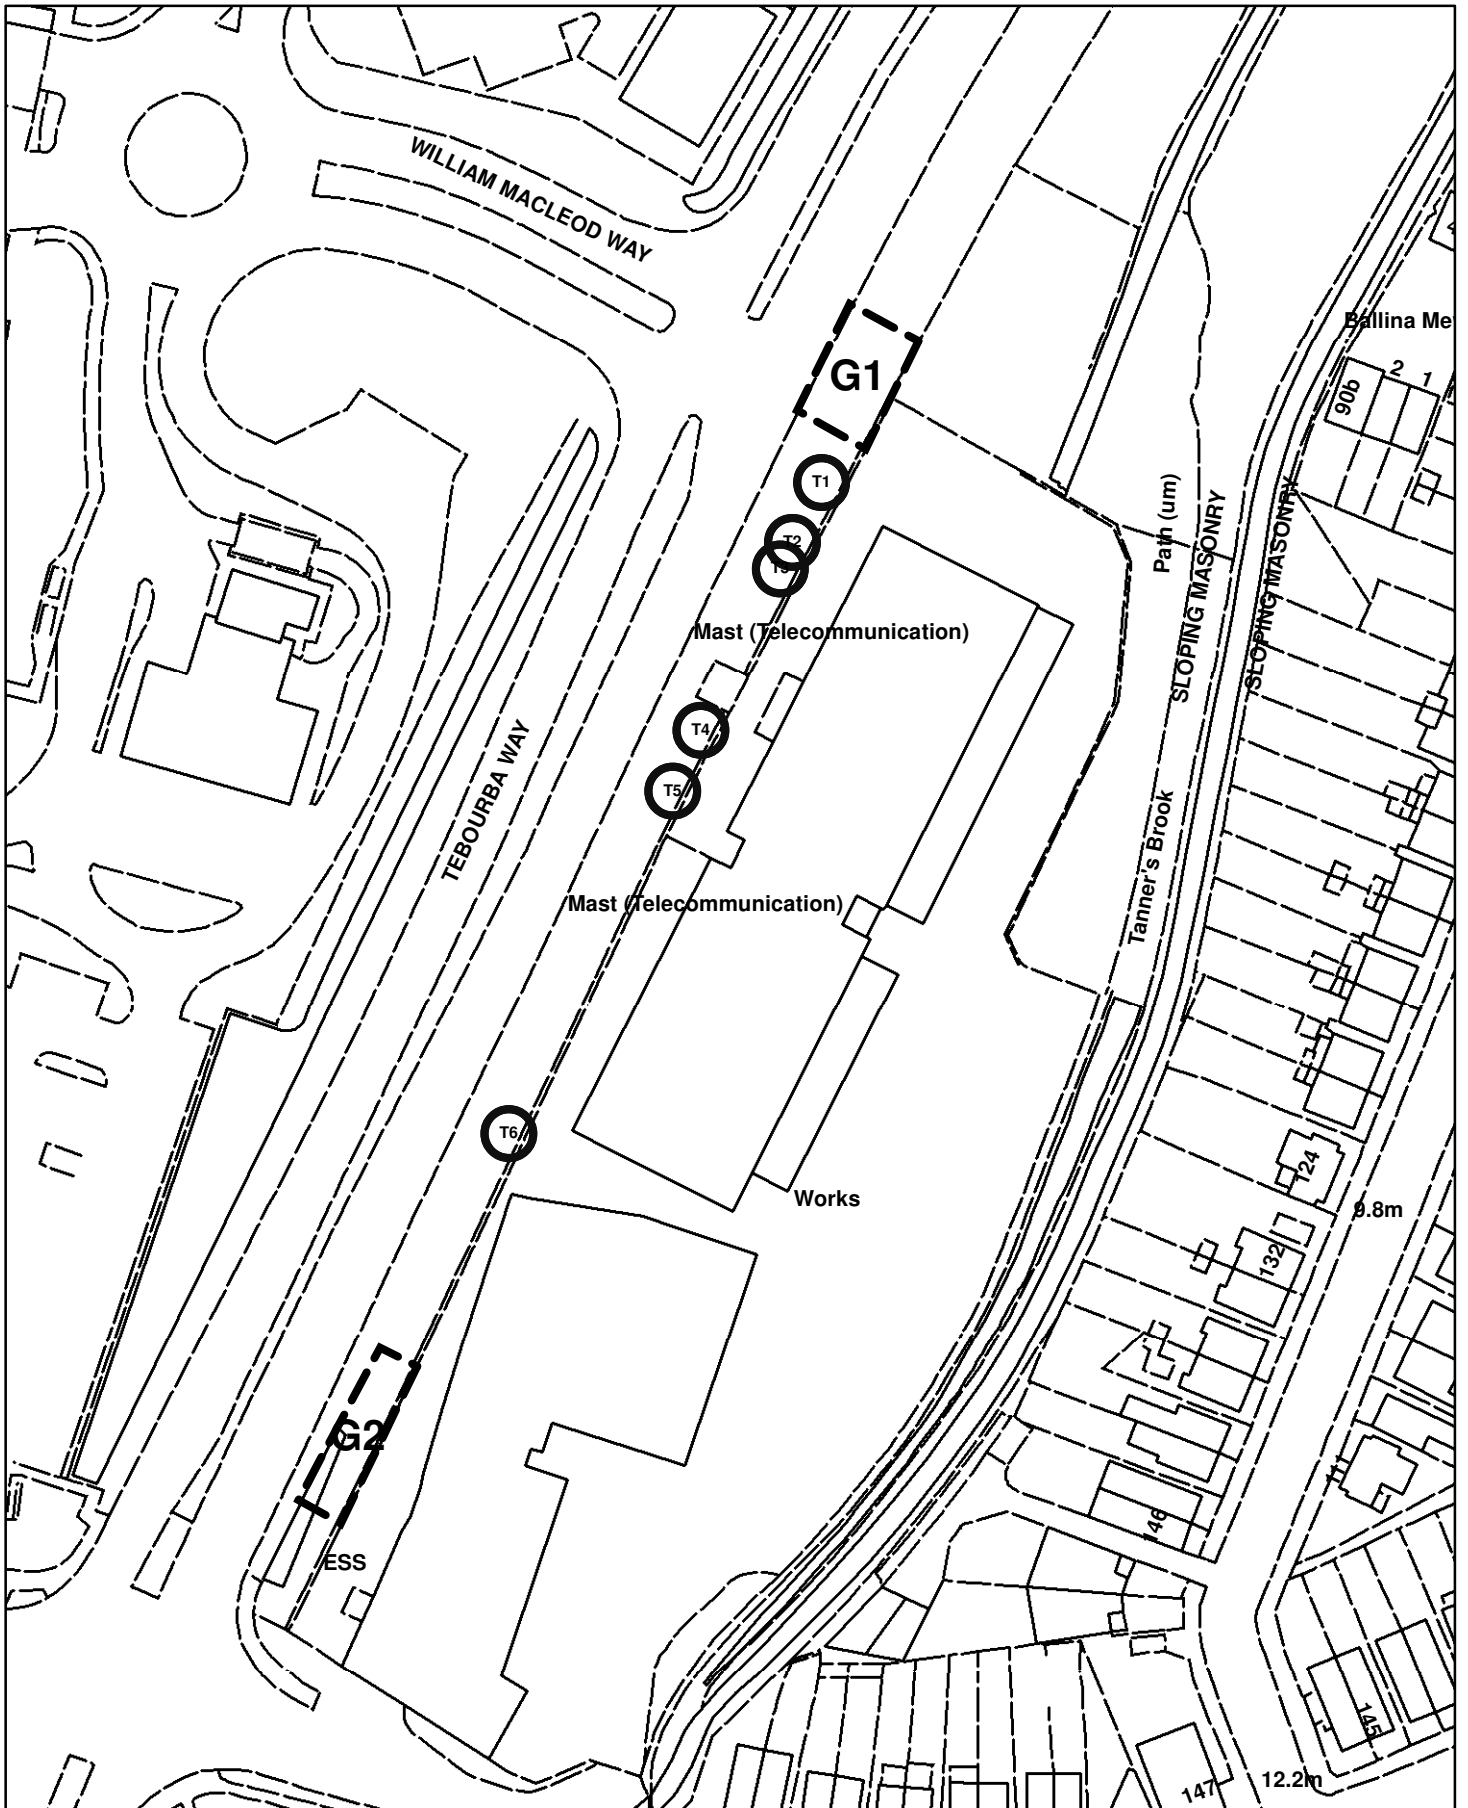 WILLIAM MACLEOD WAY
Ballina Me
G1
2
1
90b
T1
Path (um)
SLOPING MASONRY
SLOPING MASONRY
T2
Mast (Telecommunication)
T4
TEBOURBA WAY
T5
Tanner's Brook
Mast (Telecommunication)
T6
124
Works
9.8m
132
G2
111
146
ESS
145
147
12.2m